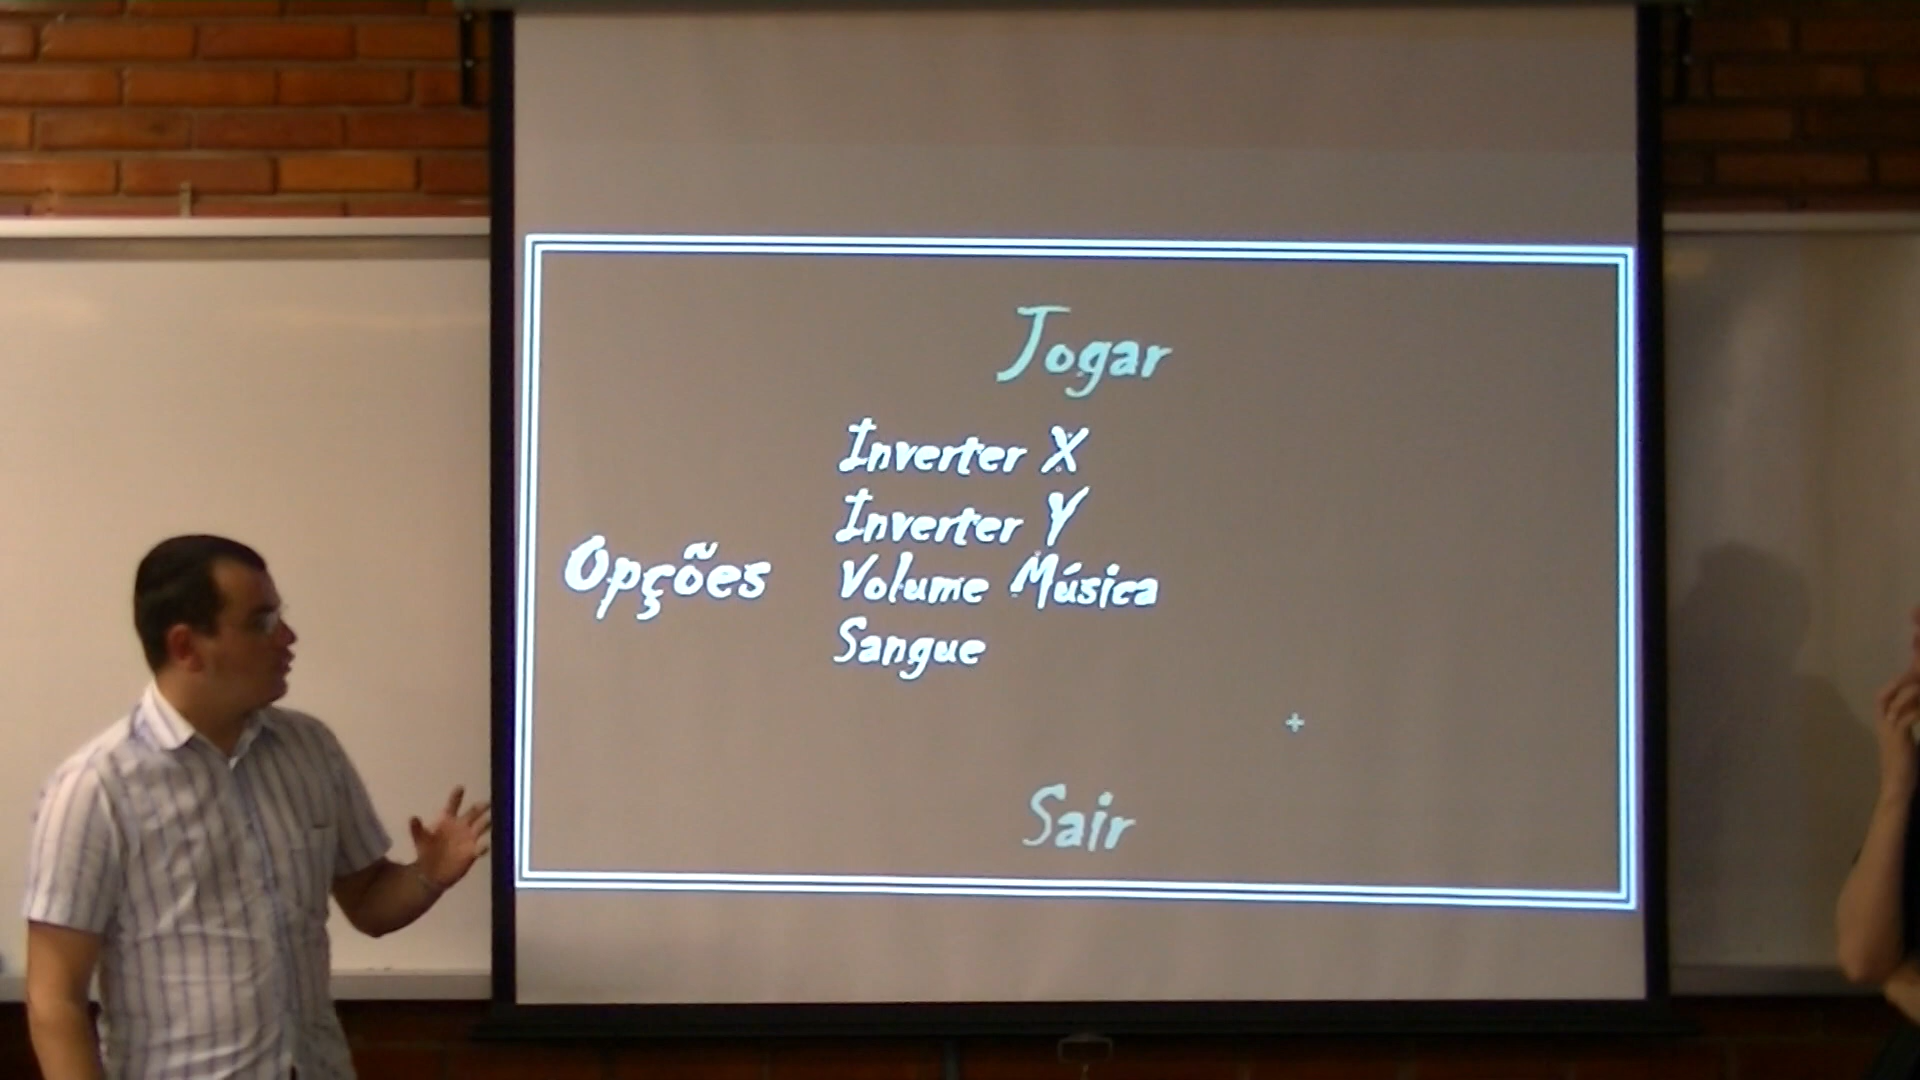 Jogar
Inverter X
Inverter Y
Opções
Volume Música
Sangue
Sair